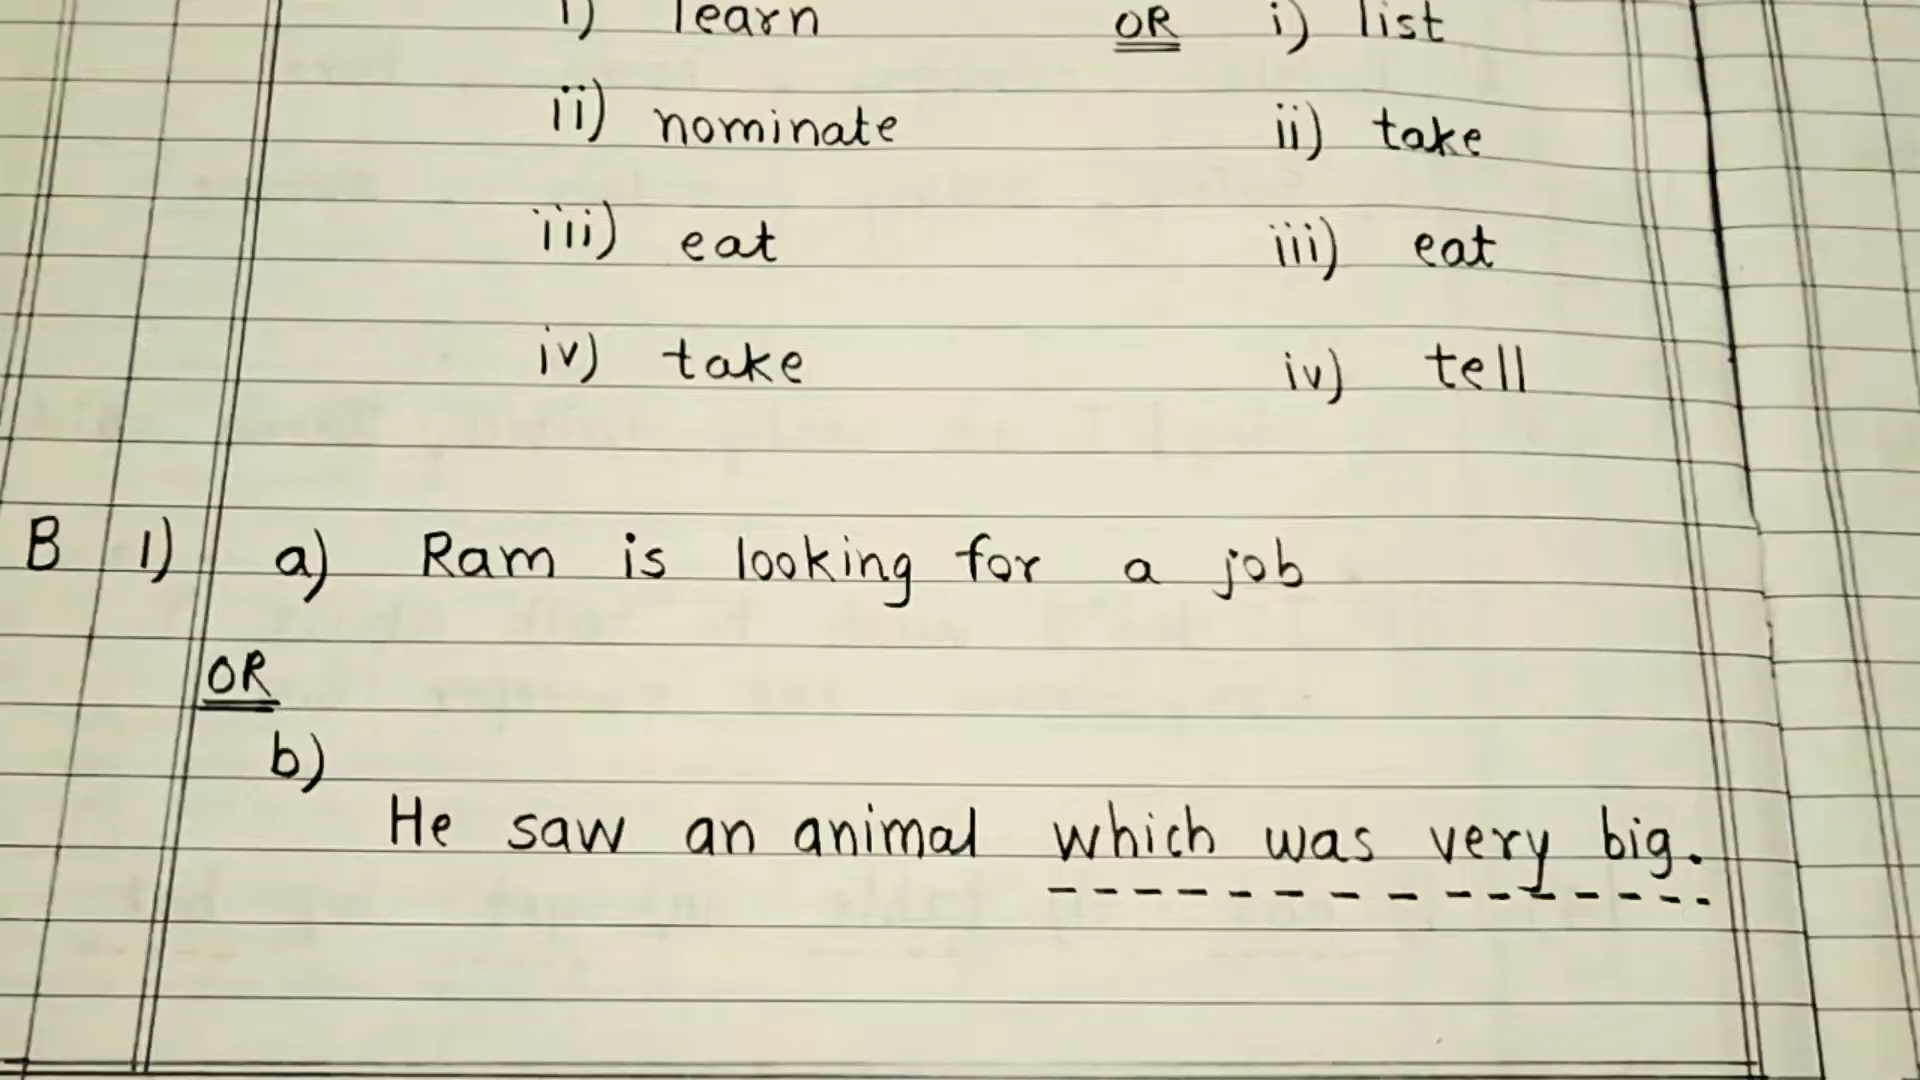 i) learn OR i) list
ii) nominate ii) take
iii) eat iii) eat
iv) take iv) tell
B 1) a) Ram is looking for a job
OR
b)
He saw an animal which was very big.